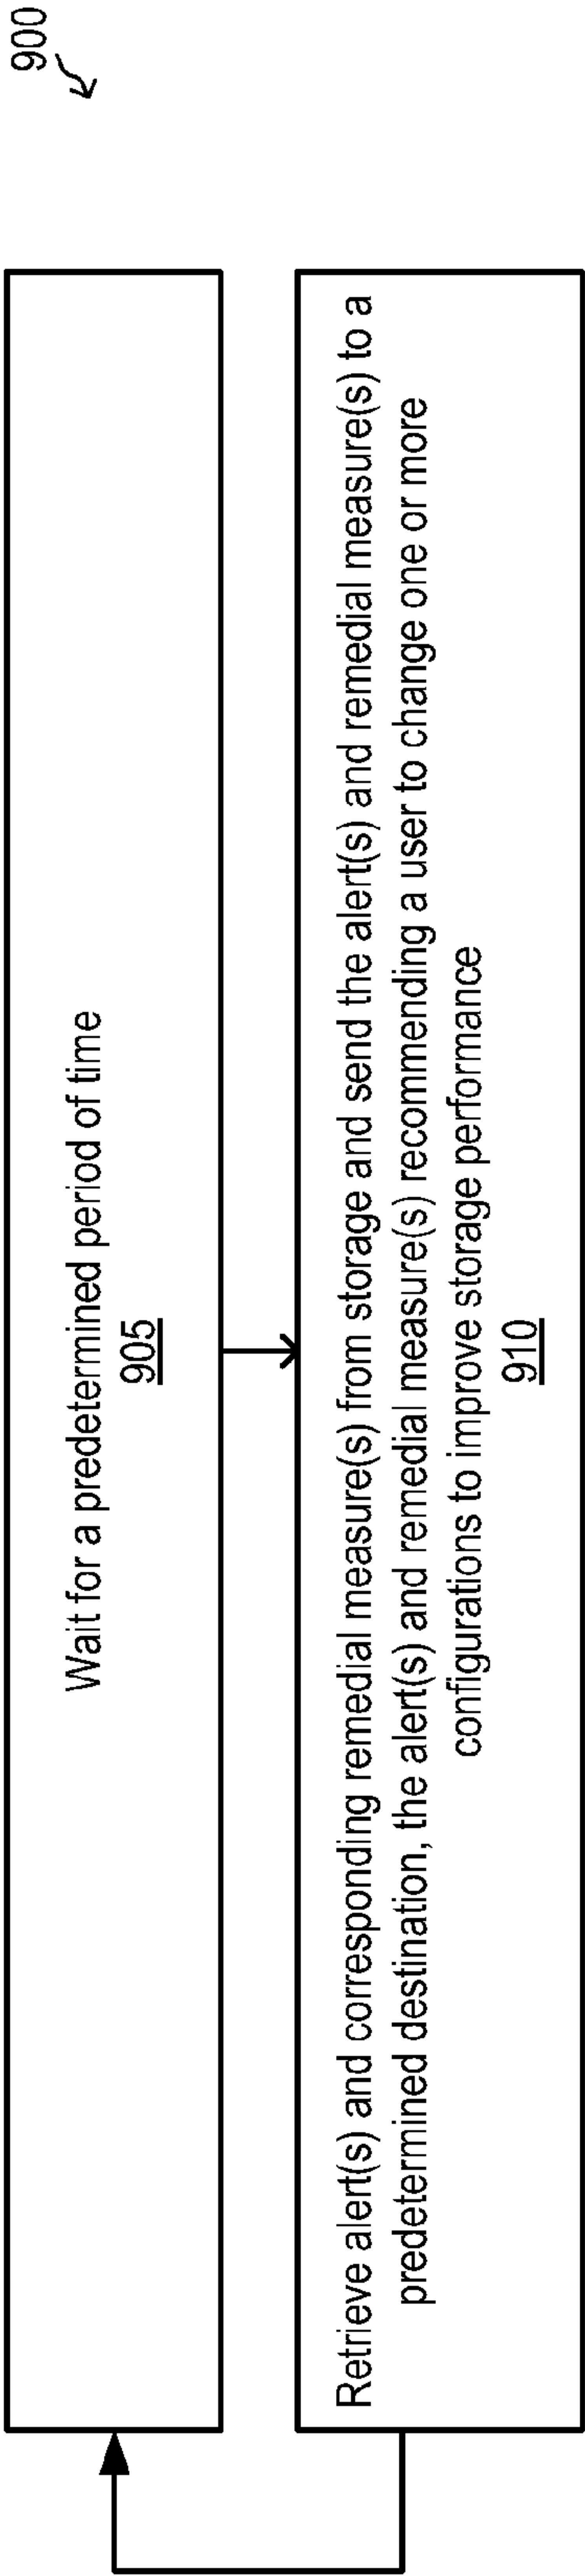 900
Wait for a predetermined period of time
905
Retrieve alert(s) and corresponding remedial measure(s) from storage and send the alert(s) and remedial measure(s) to a
predetermined destination, the alert(s) and remedial measure(s) recommending a user to change one or more
configurations to improve storage performance
910